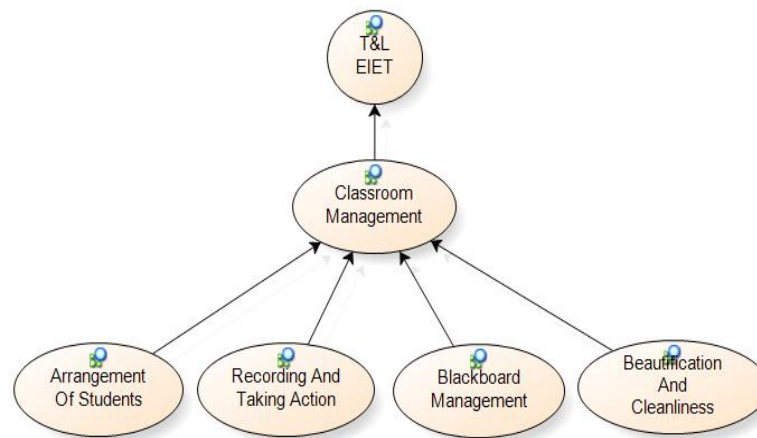 T&L
EIET
Classroom
Management
Arrangement
Of Students
Recording And
Taking Action
Blackboard
Management
Beautification
And
Cleanliness